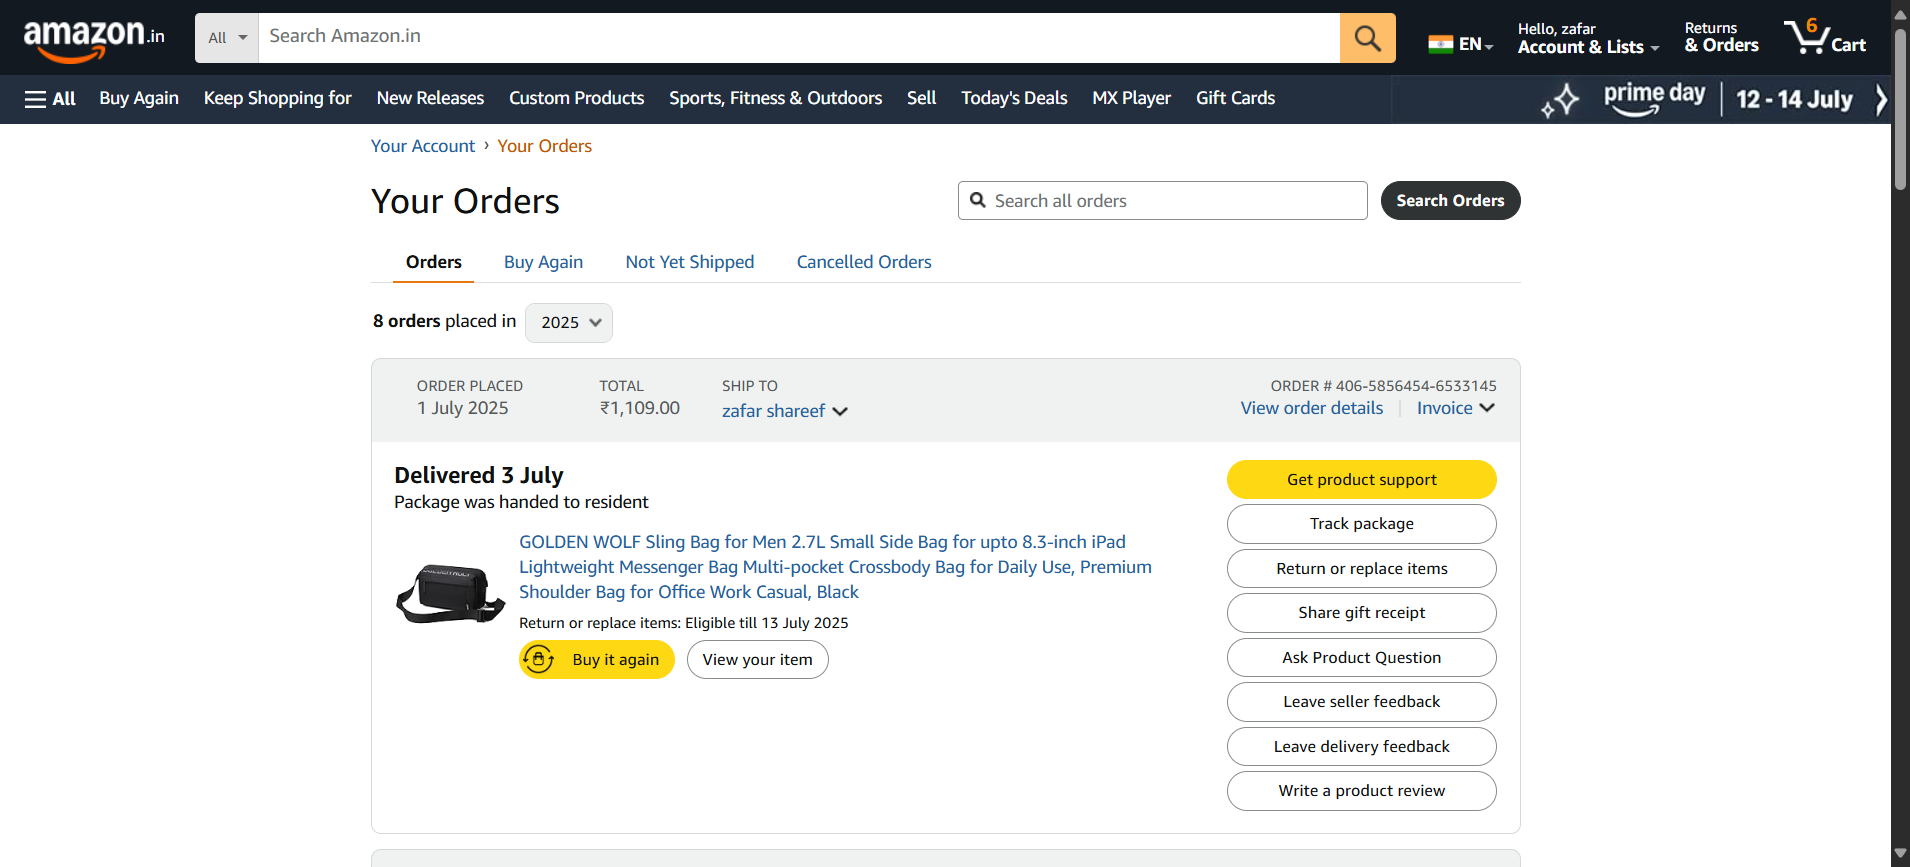 amazon.in
All
Search Amazon.in
EN
Hello, zafar
Account & Lists
Returns
& Orders
6
Cart
All
Buy Again
Keep Shopping for
New Releases
Custom Products
Sports, Fitness & Outdoors
Sell
Today's Deals
MX Player
Gift Cards
prime day
12 - 14 July
Your Account › Your Orders
Your Orders
Search all orders
Search Orders
Orders
Buy Again
Not Yet Shipped
Cancelled Orders
8 orders placed in
2025
ORDER PLACED
1 July 2025
TOTAL
₹1,109.00
SHIP TO
zafar shareef
ORDER # 406-5856454-6533145
View order details
Invoice
Delivered 3 July
Package was handed to resident
GOLDEN WOLF Sling Bag for Men 2.7L Small Side Bag for upto 8.3-inch iPad
Lightweight Messenger Bag Multi-pocket Crossbody Bag for Daily Use, Premium
Shoulder Bag for Office Work Casual, Black
Return or replace items: Eligible till 13 July 2025
Buy it again
View your item
Get product support
Track package
Return or replace items
Share gift receipt
Ask Product Question
Leave seller feedback
Leave delivery feedback
Write a product review